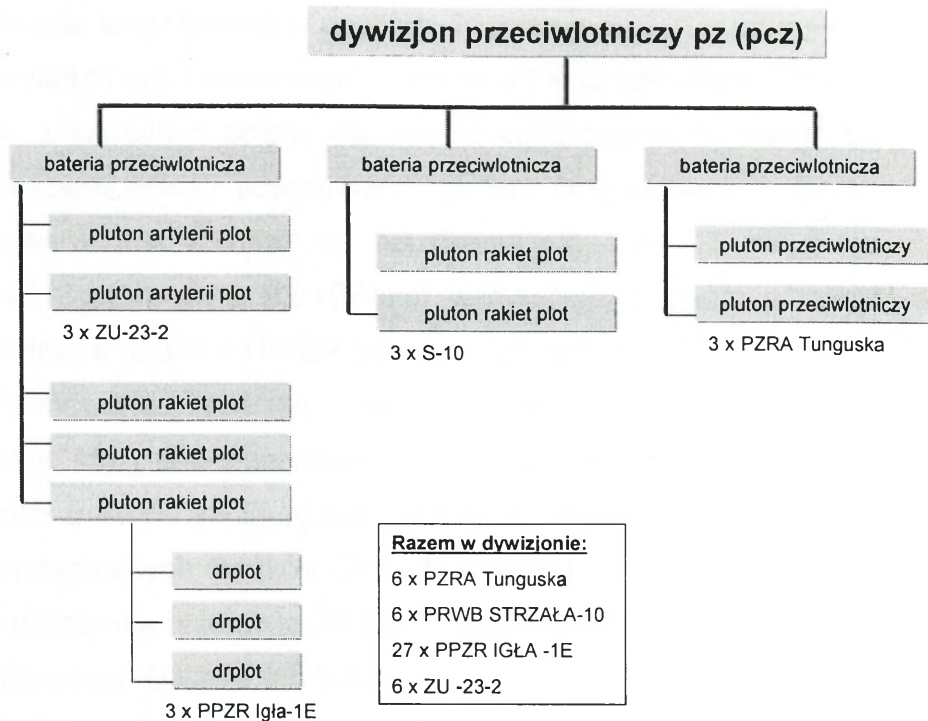 dywizjon przeciwlotniczy pz (pcz)
bateria przeciwlotnicza
pluton artylerii plot
pluton artylerii plot
3 x ZU-23-2
pluton rakiet plot
pluton rakiet plot
pluton rakiet plot
drplot
drplot
drplot
3 x PPZR Igła-1E
bateria przeciwlotnicza
pluton rakiet plot
pluton rakiet plot
3 x S-10
bateria przeciwlotnicza
pluton przeciwlotniczy
pluton przeciwlotniczy
3 x PZRA Tunguska
Razem w dywizjonie:
6 x PZRA Tunguska
6 x PRWB STRZAŁA-10
27 x PPZR IGŁA -1E
6 x ZU -23-2